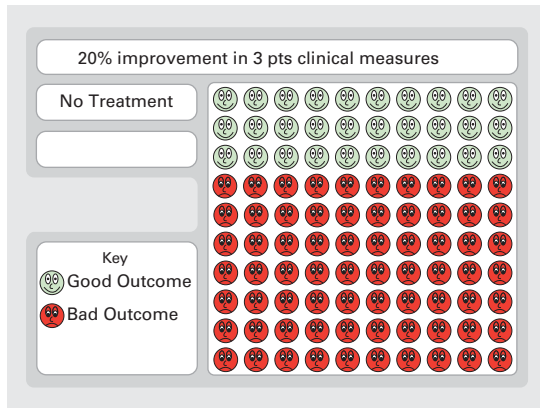 20% improvement in 3 pts clinical measures
No Treatment
Key
Good Outcome
Bad Outcome